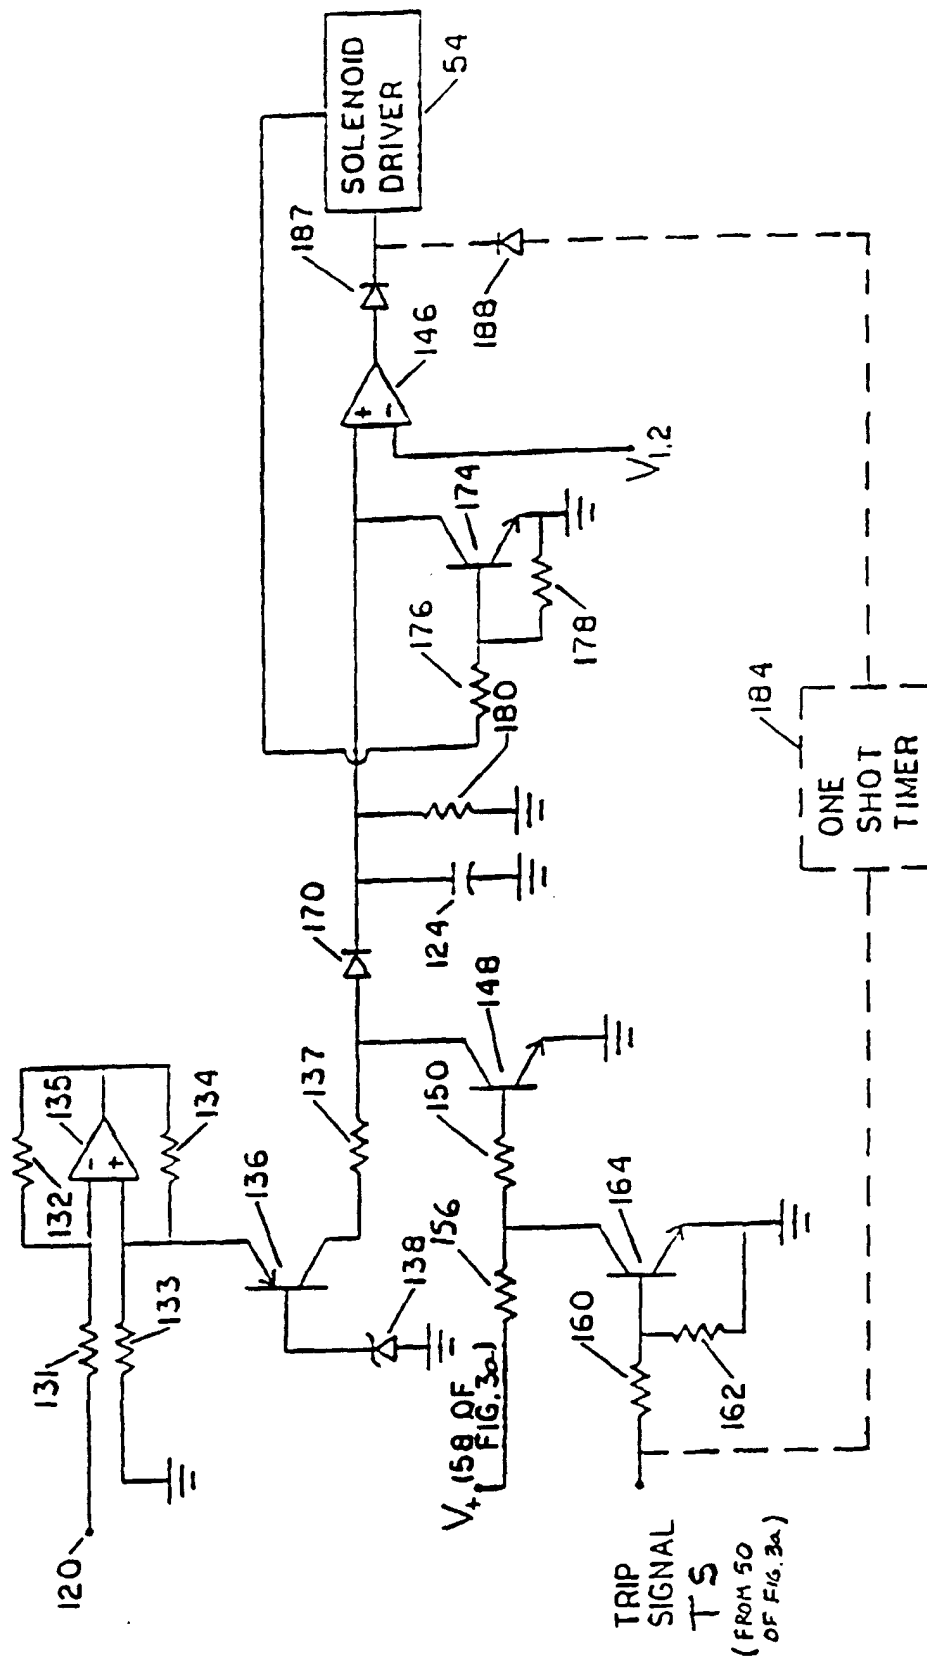 SOLENOID
DRIVER
54
187
188
146
+
-
V1,2
174
176
178
180
184
ONE
SHOT
TIMER
170
124
148
137
150
135
-
+
132
134
136
131
133
138
156
164
160
162
120
V+
(158 OF
FIG. 3a)
TRIP
SIGNAL
TS
(FROM 50
OF FIG. 3a)